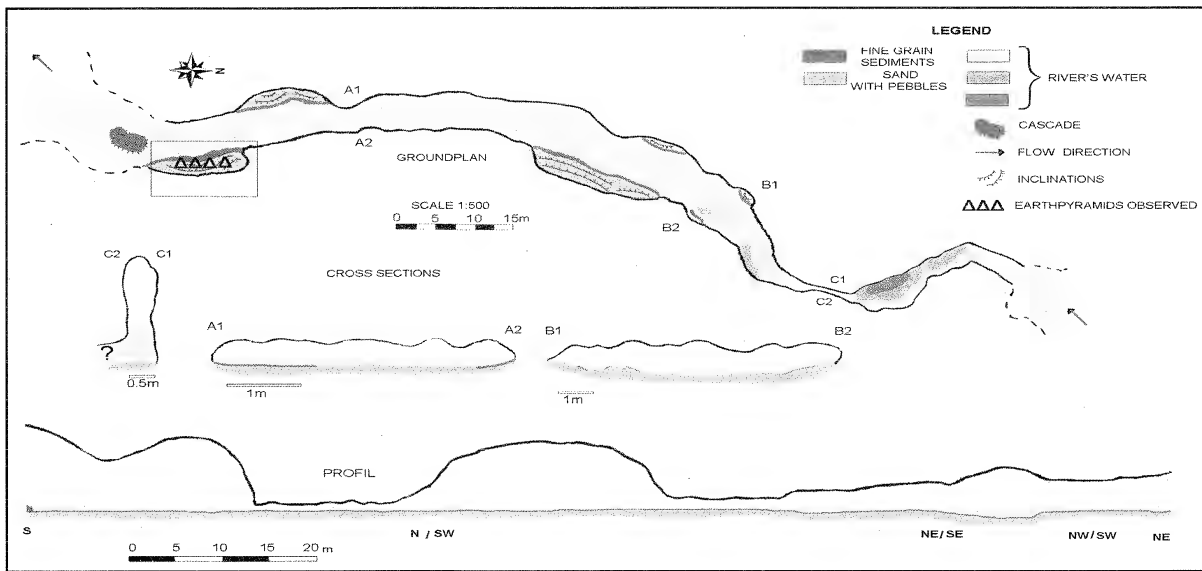 LEGEND
FINE GRAIN
SEDIMENTS
SAND
WITH PEBBLES
RIVER'S WATER
CASCADE
FLOW DIRECTION
INCLINATIONS
EARTHPYRAMIDS OBSERVED
N
A1
A2
GROUNDPLAN
B1
B2
SCALE 1:500
0 5 10 15m
C1
C2
C2 C1
CROSS SECTIONS
?
0.5m
A1 A2
1m
B1 B2
1m
PROFIL
S N / SW NE/SE NW/SW NE
0 5 10 15 20 m